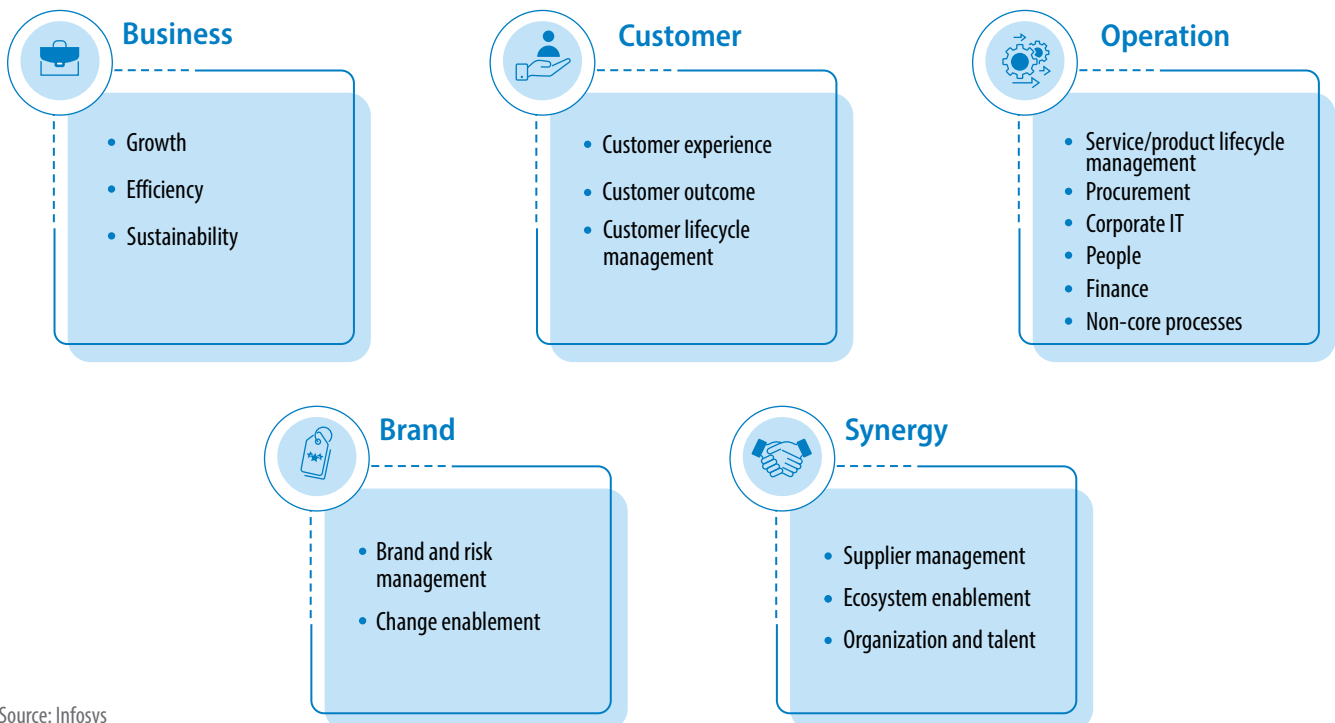 Business
• Growth
• Efficiency
• Sustainability
Customer
• Customer experience
• Customer outcome
• Customer lifecycle
management
Operation
• Service/product lifecycle
management
• Procurement
• Corporate IT
• People
• Finance
• Non-core processes
Brand
• Brand and risk
management
• Change enablement
Synergy
• Supplier management
• Ecosystem enablement
• Organization and talent
Source: Infosys